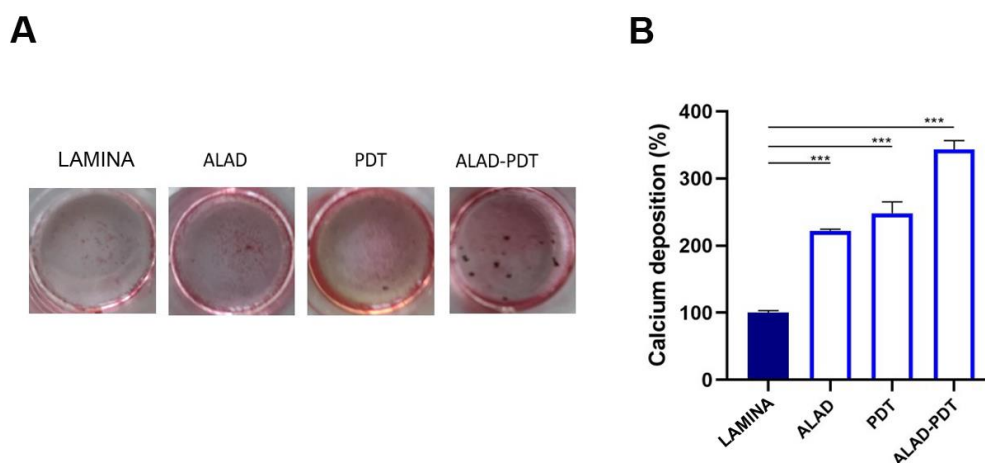 A
LAMINA
ALAD
PDT
ALAD-PDT
B
Calcium deposition (%)
400
300
200
100
0
***
***
***
LAMINA
ALAD
PDT
ALAD-PDT